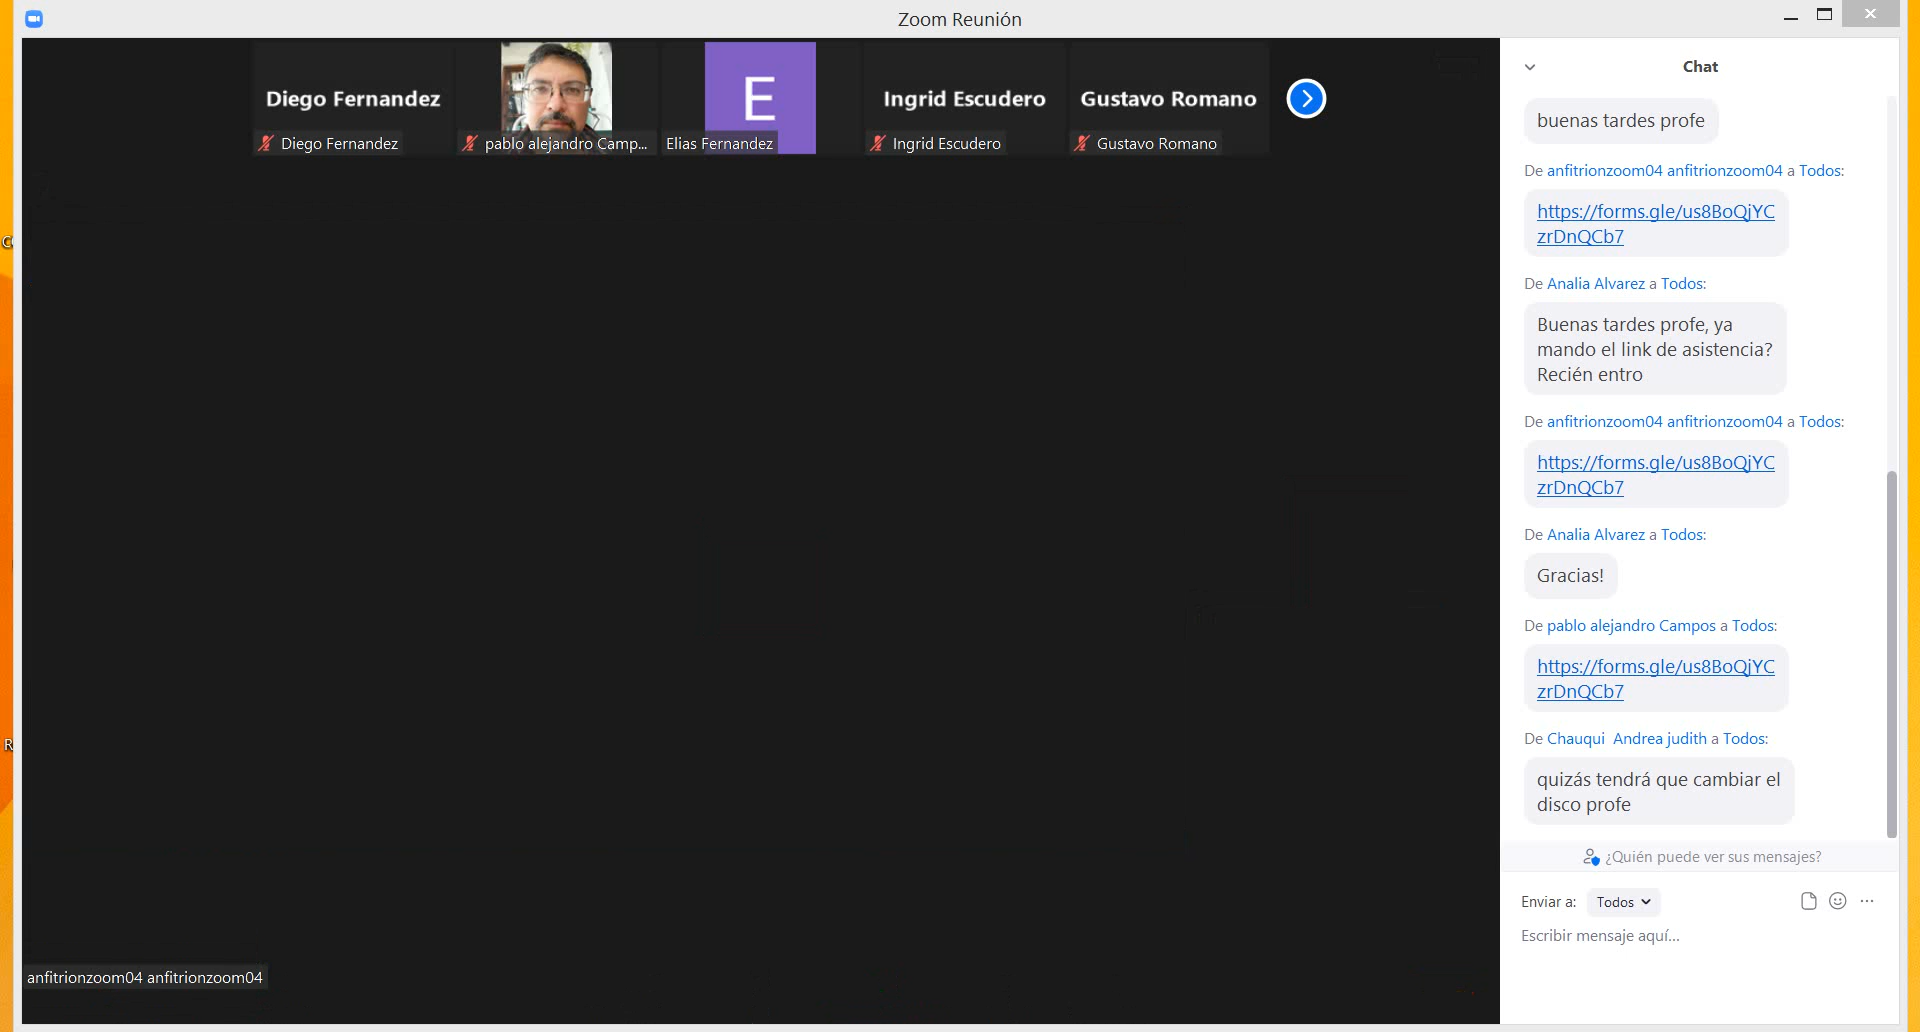 Zoom Reunión
Diego Fernandez
Diego Fernandez
pablo alejandro Camp...
E
Elias Fernandez
Ingrid Escudero
Ingrid Escudero
Gustavo Romano
Gustavo Romano
anfitrionzoom04 anfitrionzoom04
Chat
buenas tardes profe
De anfitrionzoom04 anfitrionzoom04 a Todos:
https://forms.gle/us8BoQjYC
zrDnQCb7
De Analia Alvarez a Todos:
Buenas tardes profe, ya
mando el link de asistencia?
Recién entro
De anfitrionzoom04 anfitrionzoom04 a Todos:
https://forms.gle/us8BoQjYC
zrDnQCb7
De Analia Alvarez a Todos:
Gracias!
De pablo alejandro Campos a Todos:
https://forms.gle/us8BoQjYC
zrDnQCb7
De Chauqui  Andrea judith a Todos:
quizás tendrá que cambiar el
disco profe
¿Quién puede ver sus mensajes?
Enviar a: Todos
Escribir mensaje aquí...